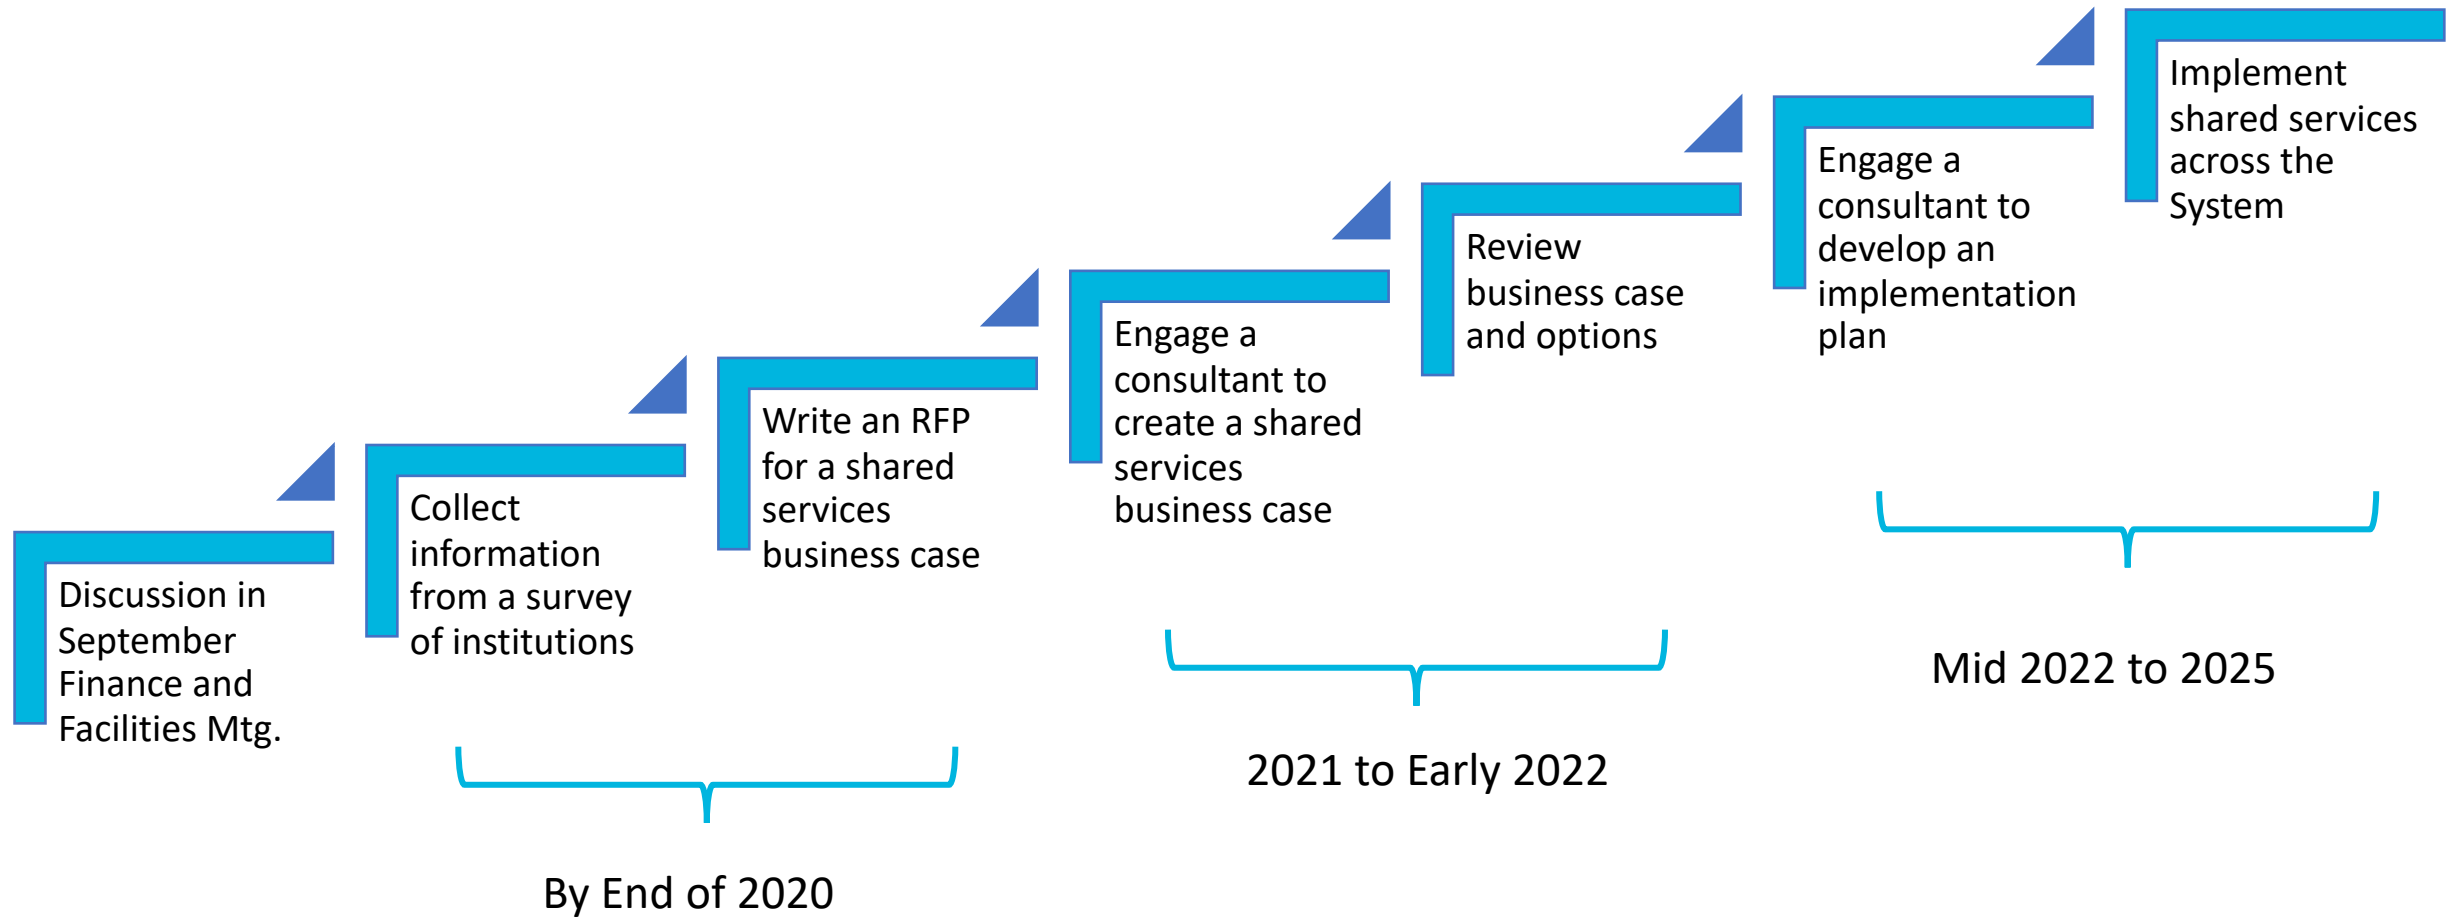 Discussion in
September
Finance and
Facilities Mtg.
Collect
information
from a survey
of institutions
Write an RFP
for a shared
services
business case
Engage a
consultant to
create a shared
services
business case
Review
business case
and options
Engage a
consultant to
develop an
implementation
plan
Implement
shared services
across the
System
By End of 2020
2021 to Early 2022
Mid 2022 to 2025